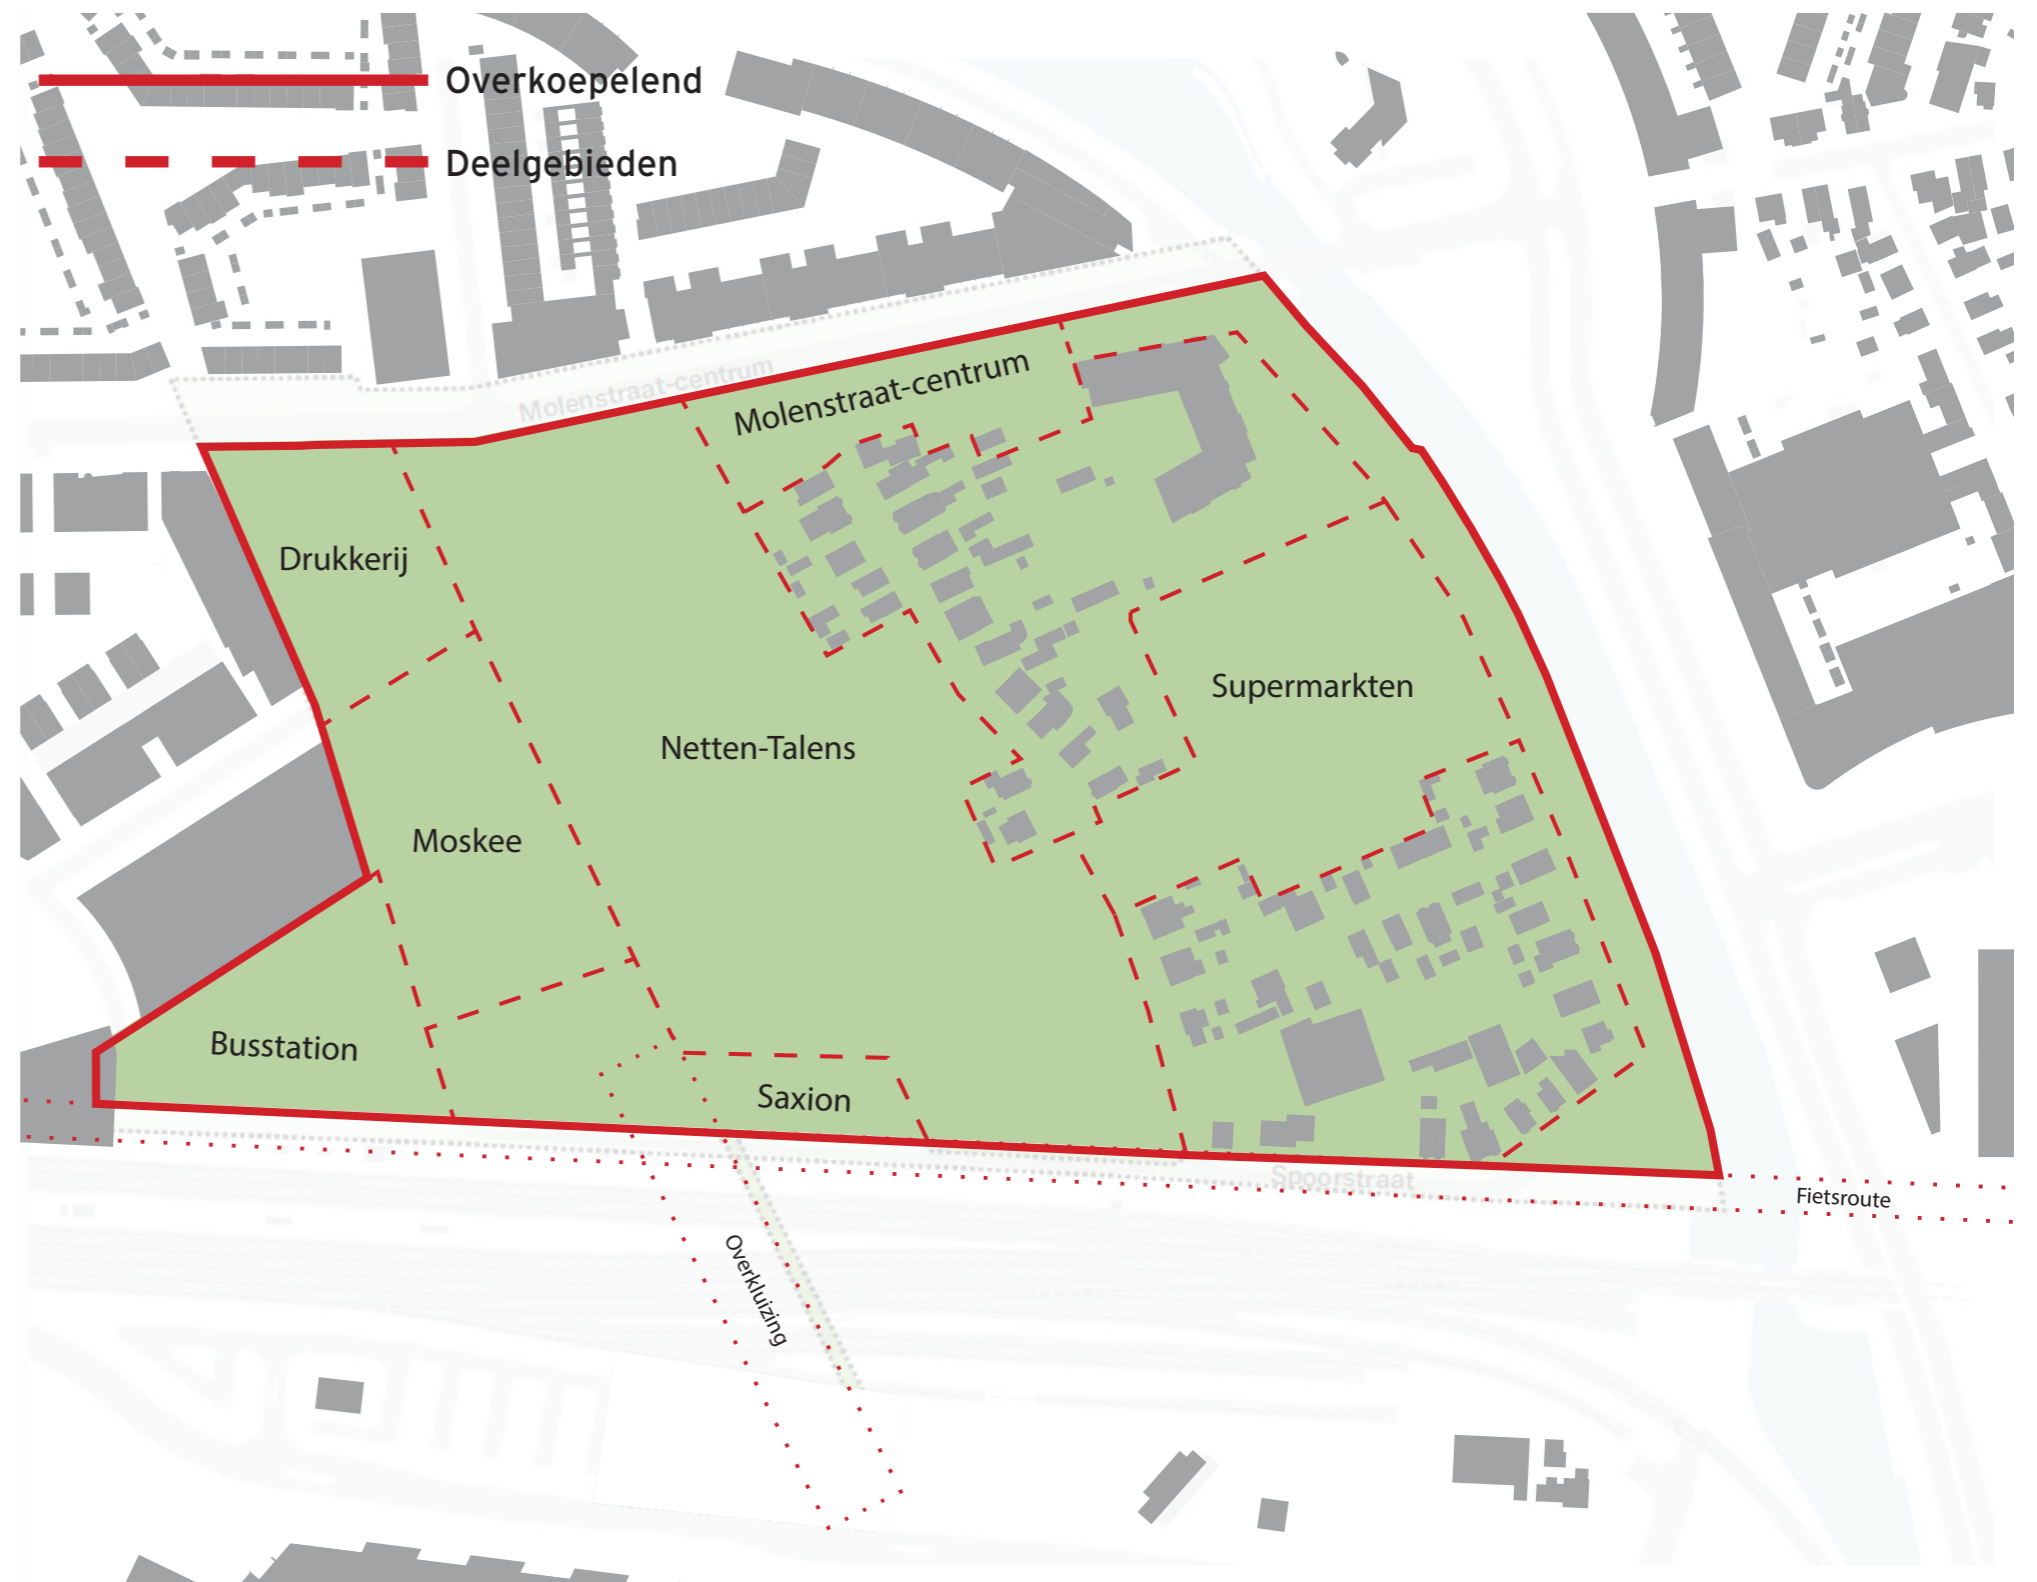 Overkoepelend
Deelgebieden
Molenstraat-centrum
Molenstraat-centrum
Drukkerij
Supermarkten
Netten-Talens
Moskee
Busstation
Saxion
Spoorstraat
Fietsroute
Overkluizing